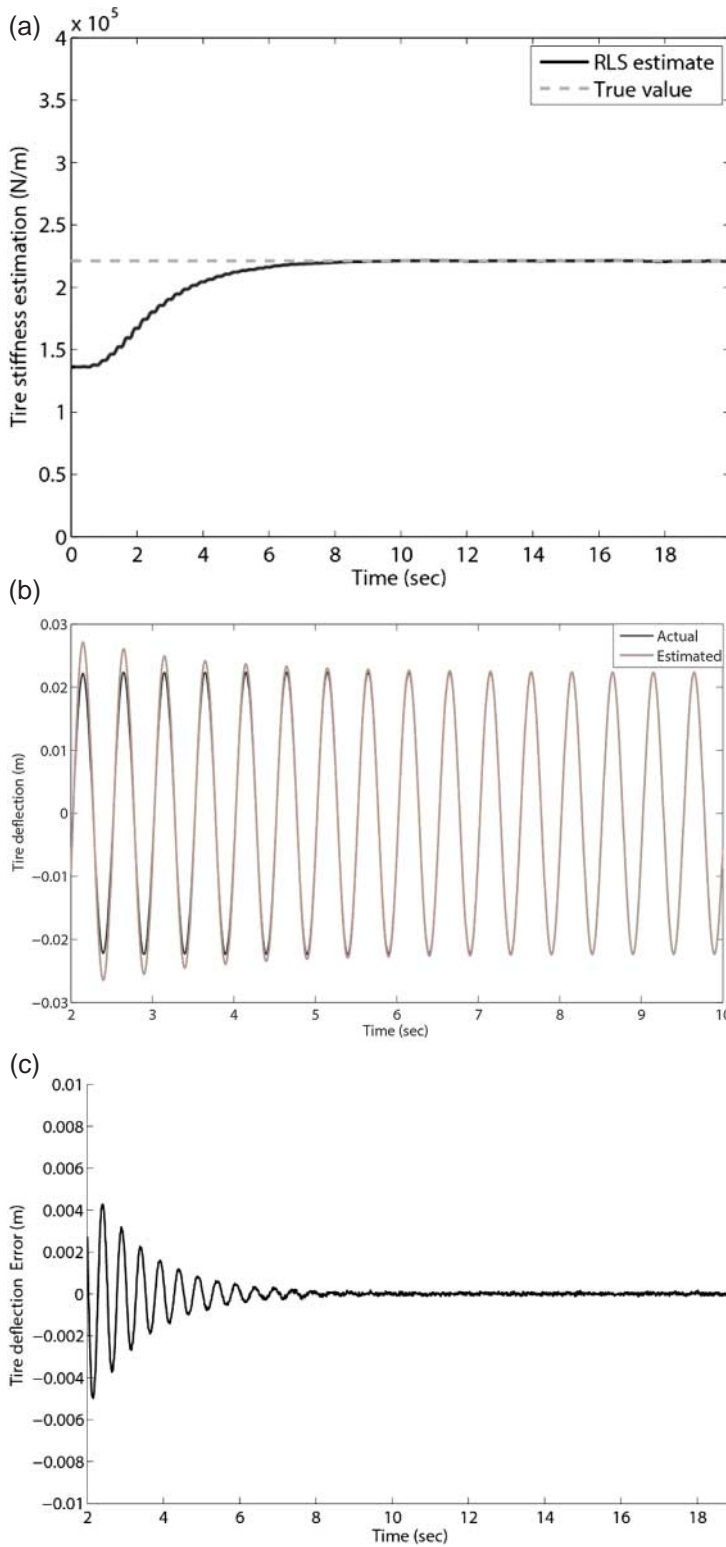 (a)
× 10⁵
4
3.5
3
2.5
2
1.5
1
0.5
0
Tire stiffness estimation (N/m)
RLS estimate
True value
0 2 4 6 8 10 12 14 16 18
Time (sec)
(b)
0.03
0.02
0.01
0
−0.01
−0.02
−0.03
Tire deflection (m)
Actual
Estimated
2 3 4 5 6 7 8 9 10
Time (sec)
(c)
0.01
0.008
0.006
0.004
0.002
0
−0.002
−0.004
−0.006
−0.008
−0.01
Tire deflection Error (m)
2 4 6 8 10 12 14 16 18
Time (sec)